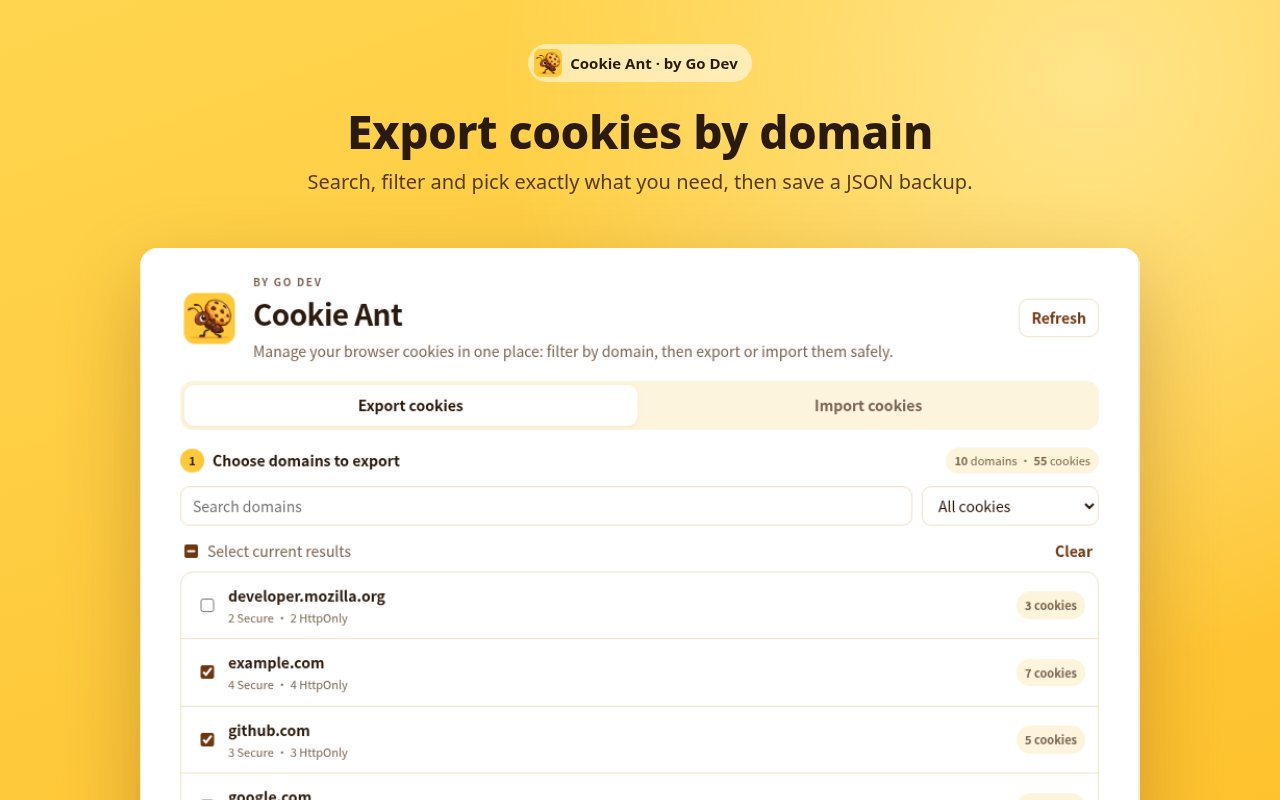 Cookie Ant · by Go Dev
Export cookies by domain
Search, filter and pick exactly what you need, then save a JSON backup.
BY GO DEV
Cookie Ant
Manage your browser cookies in one place: filter by domain, then export or import them safely.
Refresh
Export cookies
Import cookies
1 Choose domains to export
10 domains • 55 cookies
Search domains
All cookies
Select current results
Clear
developer.mozilla.org
2 Secure • 2 HttpOnly
3 cookies
example.com
4 Secure • 4 HttpOnly
7 cookies
github.com
3 Secure • 3 HttpOnly
5 cookies
google.com